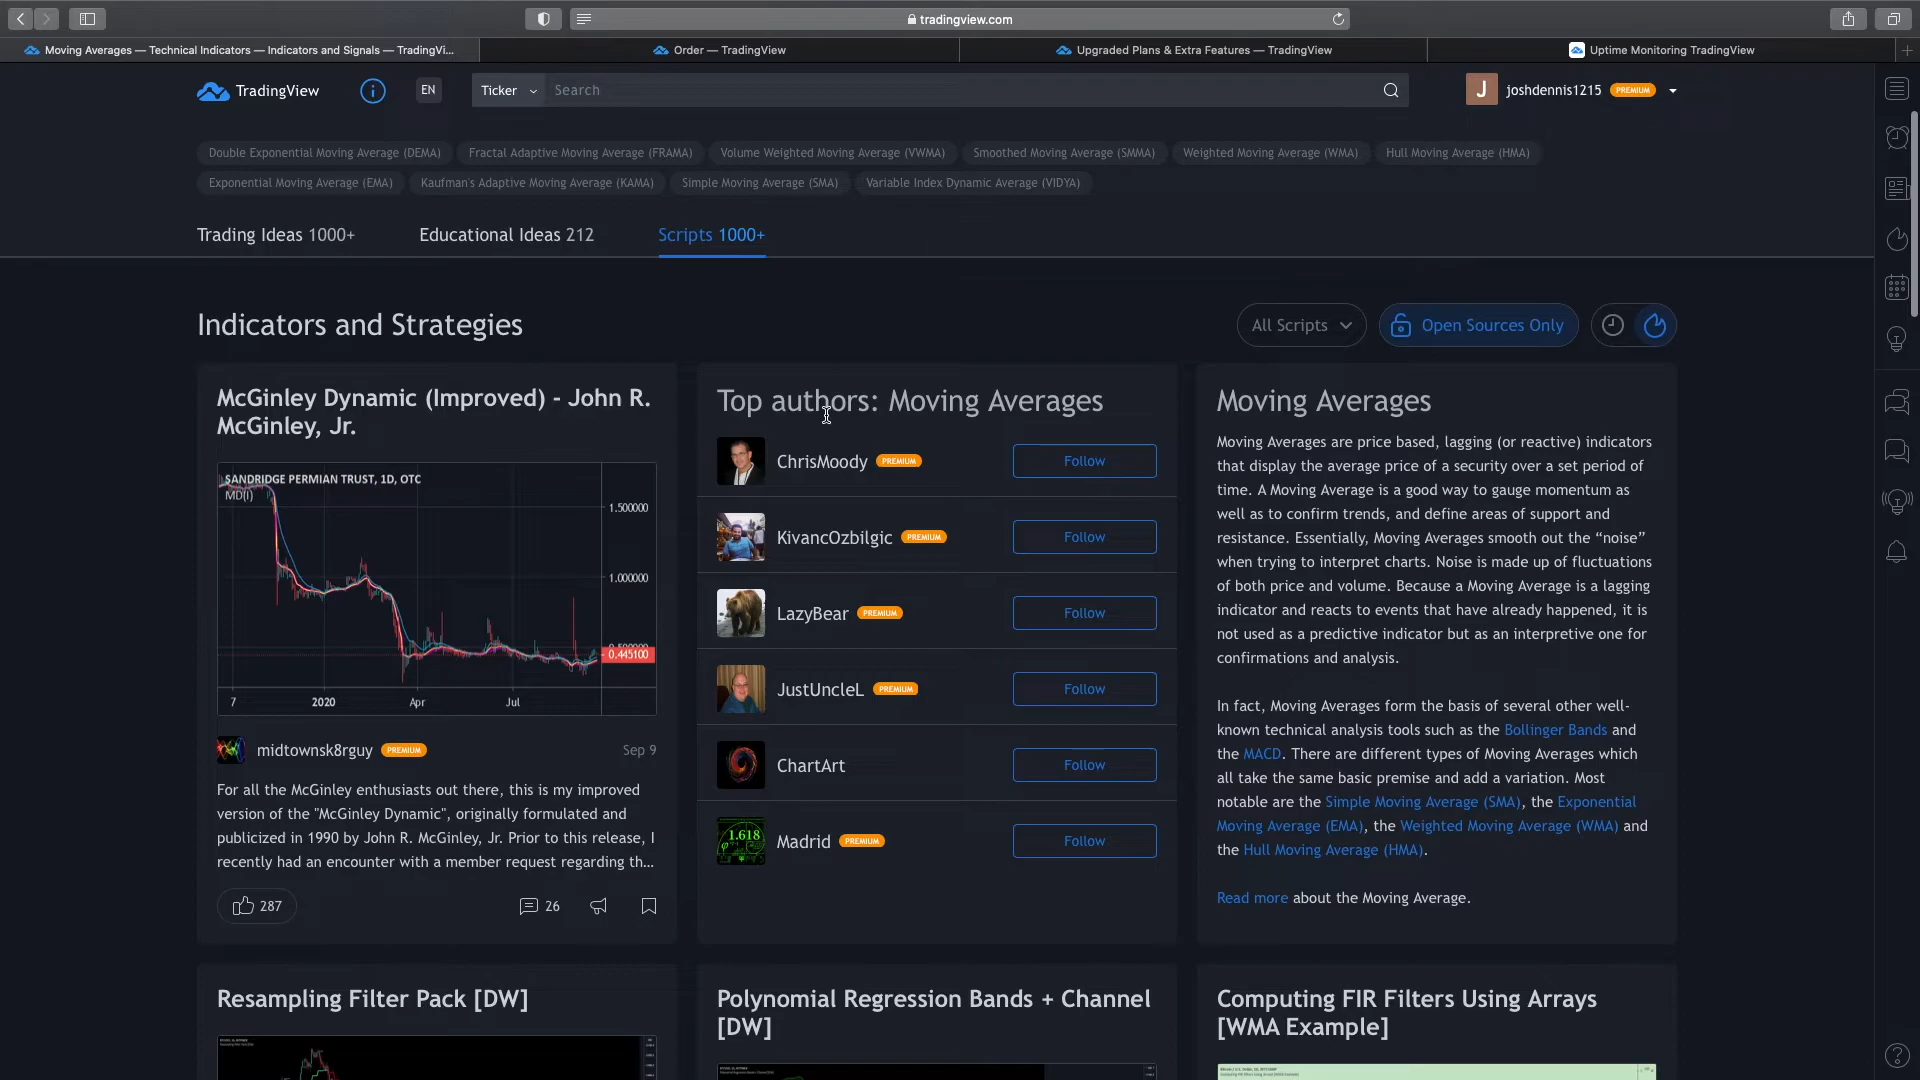 tradingview.com
Moving Averages — Technical Indicators — Indicators and Signals — TradingVi...
Order — TradingView
Upgraded Plans & Extra Features — TradingView
Uptime Monitoring TradingView
TradingView
EN
Ticker
Search
J
joshdennis1215 PREMIUM
Double Exponential Moving Average (DEMA)
Fractal Adaptive Moving Average (FRAMA)
Volume Weighted Moving Average (VWMA)
Smoothed Moving Average (SMMA)
Weighted Moving Average (WMA)
Hull Moving Average (HMA)
Exponential Moving Average (EMA)
Kaufman's Adaptive Moving Average (KAMA)
Simple Moving Average (SMA)
Variable Index Dynamic Average (VIDYA)
Trading Ideas 1000+
Educational Ideas 212
Scripts 1000+
Indicators and Strategies
All Scripts
Open Sources Only
McGinley Dynamic (Improved) - John R.
McGinley, Jr.
SANDRIDGE PERMIAN TRUST, 1D, OTC
MD(I)
1.500000
1.000000
0.445100
7
2020
Apr
Jul
midtownsk8rguy PREMIUM
Sep 9
For all the McGinley enthusiasts out there, this is my improved
version of the "McGinley Dynamic", originally formulated and
publicized in 1990 by John R. McGinley, Jr. Prior to this release, I
recently had an encounter with a member request regarding th...
287
26
Top authors: Moving Averages
ChrisMoody PREMIUM
Follow
KivancOzbilgic PREMIUM
Follow
LazyBear PREMIUM
Follow
JustUncleL PREMIUM
Follow
ChartArt
Follow
1.618
Madrid PREMIUM
Follow
Moving Averages
Moving Averages are price based, lagging (or reactive) indicators
that display the average price of a security over a set period of
time. A Moving Average is a good way to gauge momentum as
well as to confirm trends, and define areas of support and
resistance. Essentially, Moving Averages smooth out the “noise”
when trying to interpret charts. Noise is made up of fluctuations
of both price and volume. Because a Moving Average is a lagging
indicator and reacts to events that have already happened, it is
not used as a predictive indicator but as an interpretive one for
confirmations and analysis.
In fact, Moving Averages form the basis of several other well-
known technical analysis tools such as the Bollinger Bands and
the MACD. There are different types of Moving Averages which
all take the same basic premise and add a variation. Most
notable are the Simple Moving Average (SMA), the Exponential
Moving Average (EMA), the Weighted Moving Average (WMA) and
the Hull Moving Average (HMA).
Read more about the Moving Average.
Resampling Filter Pack [DW]
Polynomial Regression Bands + Channel
[DW]
Computing FIR Filters Using Arrays
[WMA Example]